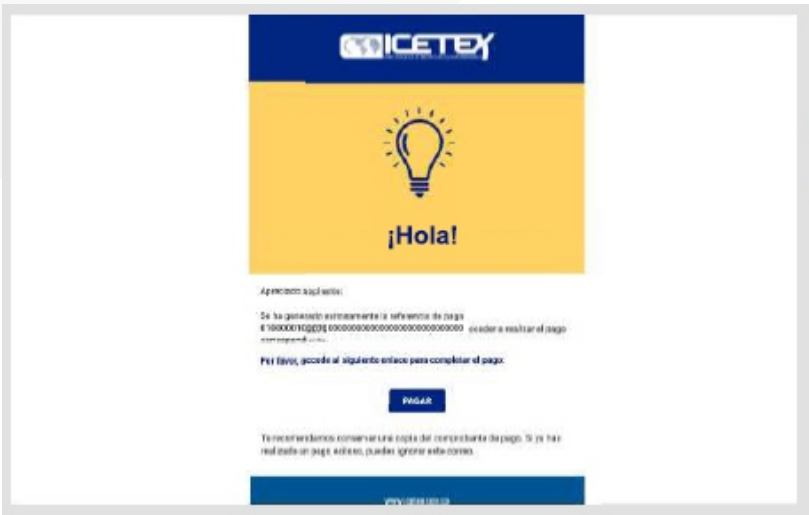 ICETEX
¡Hola!
Apreciado aspirante:
Se ha generado exitosamente la referencia de pago
realizar el pago
Por favor, accede al siguiente enlace para completar el pago:
PAGAR
Te recomendamos conservar una copia del comprobante de pago. Si ya has
realizado un pago exitoso, puedes ignorar este correo.